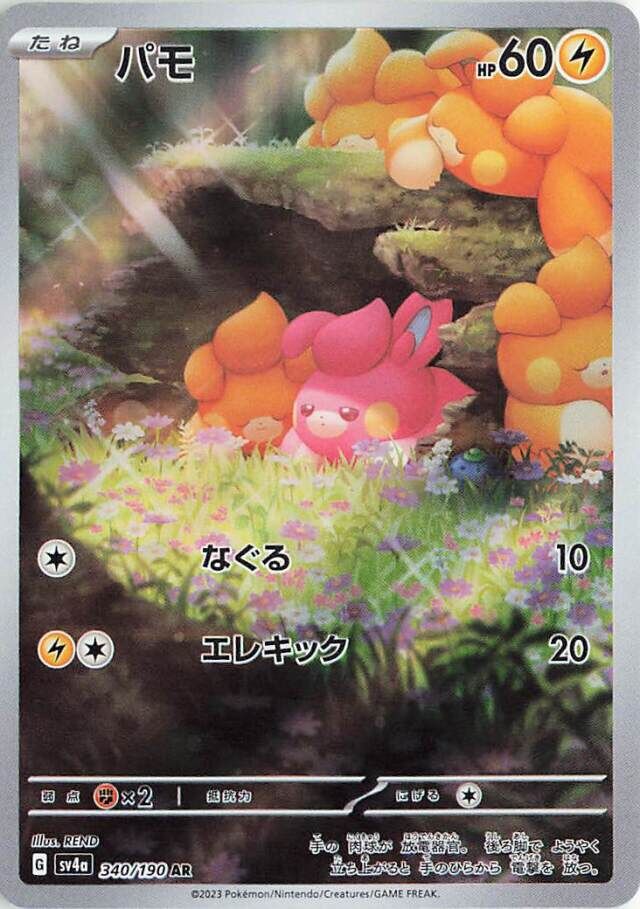 たね パモ HP60
なぐる 10
エレキック 20
弱点 ×2 抵抗力 にげる
Illus. REND
G sv4a 340/190 AR
手の 肉球が 放電器官。 後ろ脚で ようやく
立ち上がると 手のひらから 電撃を 放つ。
©2023 Pokémon/Nintendo/Creatures/GAME FREAK.